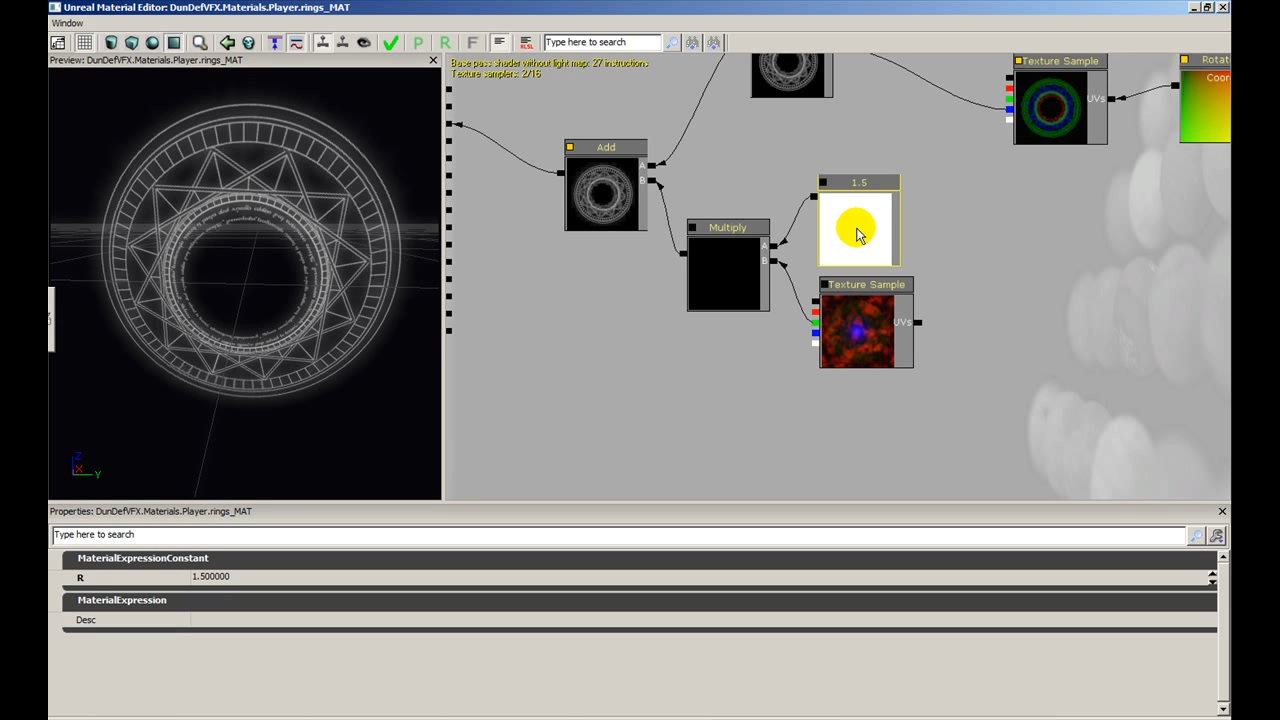 Unreal Material Editor: DunDefVFX.Materials.Player.rings_MAT
Window
P R F HLSL Type here to search
Preview: DunDefVFX.Materials.Player.rings_MAT
Base pass shader without light map: 27 instructions
Texture samplers: 2/16
Texture Sample
UVs
Rotat
Coor
Add
A
B
1.5
Multiply
A
B
Texture Sample
UVs
Z
X
Y
Properties: DunDefVFX.Materials.Player.rings_MAT
Type here to search
MaterialExpressionConstant
R 1.500000
MaterialExpression
Desc